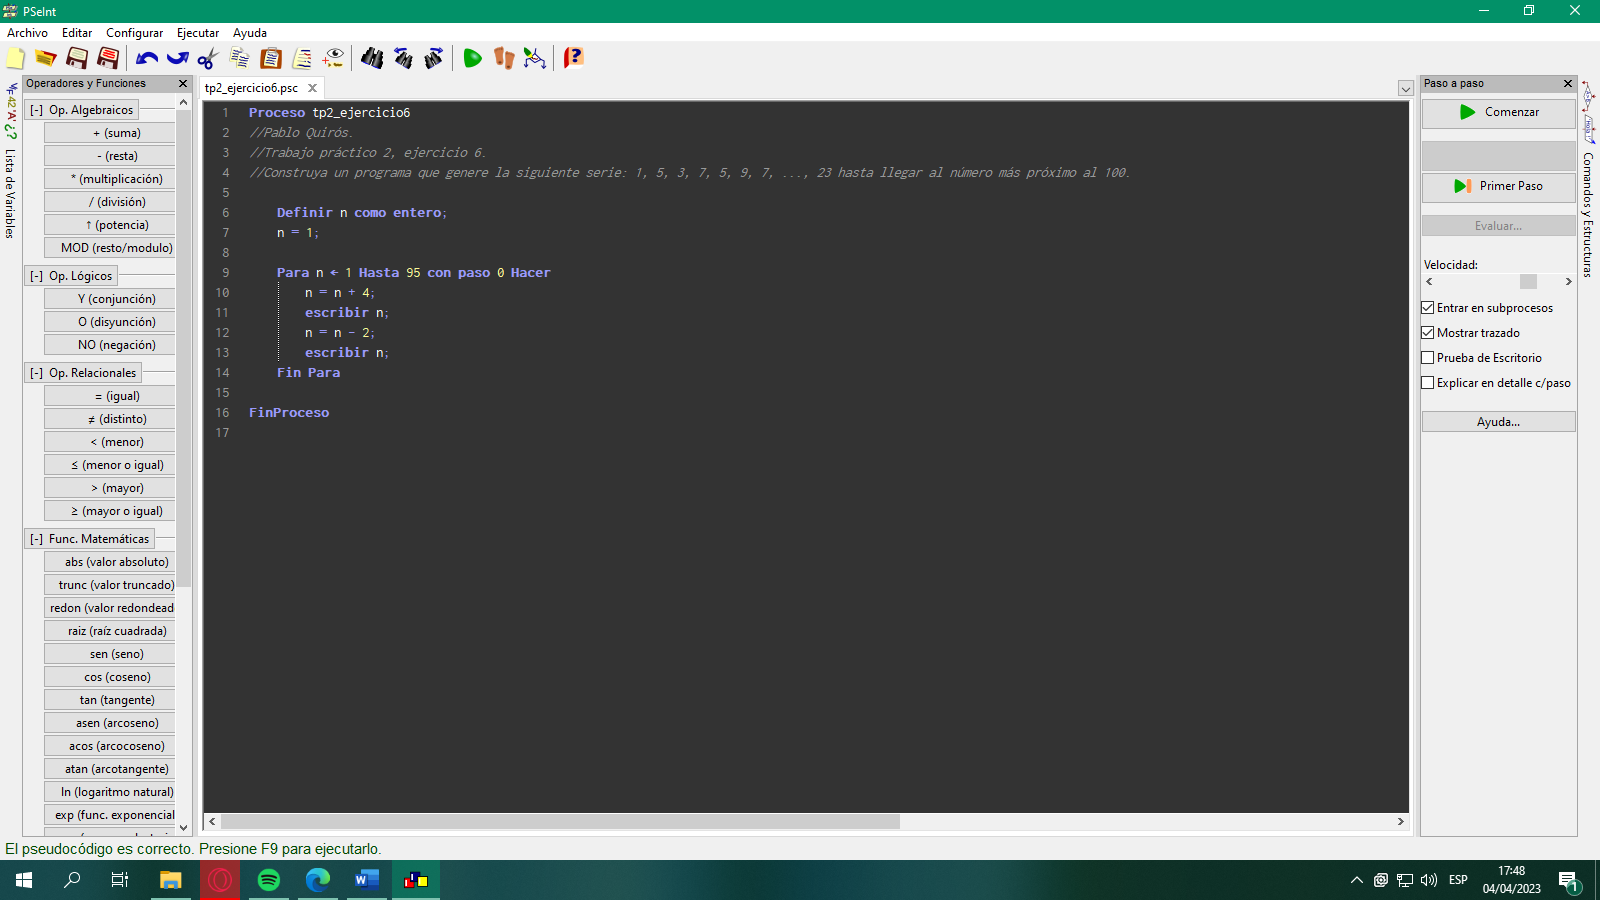 PSeInt
Archivo Editar Configurar Ejecutar Ayuda
Operadores y Funciones
[-] Op. Algebraicos
+ (suma)
- (resta)
* (multiplicación)
/ (división)
↑ (potencia)
MOD (resto/modulo)
[-] Op. Lógicos
Y (conjunción)
O (disyunción)
NO (negación)
[-] Op. Relacionales
= (igual)
≠ (distinto)
< (menor)
≤ (menor o igual)
> (mayor)
≥ (mayor o igual)
[-] Func. Matemáticas
abs (valor absoluto)
trunc (valor truncado)
redon (valor redondead
raiz (raíz cuadrada)
sen (seno)
cos (coseno)
tan (tangente)
asen (arcoseno)
acos (arcocoseno)
atan (arcotangente)
ln (logaritmo natural)
exp (func. exponencial
Lista de Variables
tp2_ejercicio6.psc
1 Proceso tp2_ejercicio6
2 //Pablo Quirós.
3 //Trabajo práctico 2, ejercicio 6.
4 //Construya un programa que genere la siguiente serie: 1, 5, 3, 7, 5, 9, 7, ..., 23 hasta llegar al número más próximo al 100.
5
6 Definir n como entero;
7 n = 1;
8
9 Para n ← 1 Hasta 95 con paso 0 Hacer
10 n = n + 4;
11 escribir n;
12 n = n - 2;
13 escribir n;
14 Fin Para
15
16 FinProceso
17
Paso a paso
Comenzar
Primer Paso
Evaluar...
Velocidad:
Entrar en subprocesos
Mostrar trazado
Prueba de Escritorio
Explicar en detalle c/paso
Ayuda...
Comandos y Estructuras
El pseudocódigo es correcto. Presione F9 para ejecutarlo.
ESP
17:48
04/04/2023
1